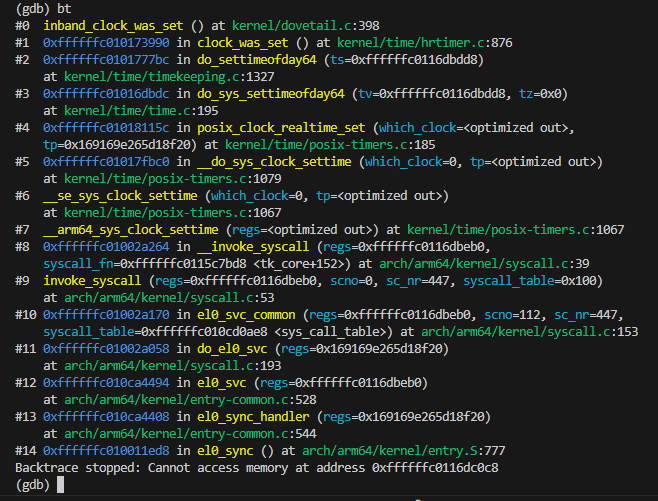 (gdb) bt
#0  inband_clock_was_set () at kernel/dovetail.c:398
#1  0xffffffc010173990 in clock_was_set () at kernel/time/hrtimer.c:876
#2  0xffffffc0101777bc in do_settimeofday64 (ts=0xffffffc0116dbdd8)
    at kernel/time/timekeeping.c:1327
#3  0xffffffc01016dbdc in do_sys_settimeofday64 (tv=0xffffffc0116dbdd8, tz=0x0)
    at kernel/time/time.c:195
#4  0xffffffc01018115c in posix_clock_realtime_set (which_clock=<optimized out>,
    tp=0x169169e265d18f20) at kernel/time/posix-timers.c:185
#5  0xffffffc01017fbc0 in __do_sys_clock_settime (which_clock=0, tp=<optimized out>)
    at kernel/time/posix-timers.c:1079
#6  __se_sys_clock_settime (which_clock=0, tp=<optimized out>)
    at kernel/time/posix-timers.c:1067
#7  __arm64_sys_clock_settime (regs=<optimized out>) at kernel/time/posix-timers.c:1067
#8  0xffffffc01002a264 in __invoke_syscall (regs=0xffffffc0116dbeb0,
    syscall_fn=0xffffffc0115c7bd8 <tk_core+152>) at arch/arm64/kernel/syscall.c:39
#9  invoke_syscall (regs=0xffffffc0116dbeb0, scno=0, sc_nr=447, syscall_table=0x100)
    at arch/arm64/kernel/syscall.c:53
#10 0xffffffc01002a170 in el0_svc_common (regs=0xffffffc0116dbeb0, scno=112, sc_nr=447,
    syscall_table=0xffffffc010cd0ae8 <sys_call_table>) at arch/arm64/kernel/syscall.c:153
#11 0xffffffc01002a058 in do_el0_svc (regs=0x169169e265d18f20)
    at arch/arm64/kernel/syscall.c:193
#12 0xffffffc010ca4494 in el0_svc (regs=0xffffffc0116dbeb0)
    at arch/arm64/kernel/entry-common.c:528
#13 0xffffffc010ca4408 in el0_sync_handler (regs=0x169169e265d18f20)
    at arch/arm64/kernel/entry-common.c:544
#14 0xffffffc010011ed8 in el0_sync () at arch/arm64/kernel/entry.S:777
Backtrace stopped: Cannot access memory at address 0xffffffc0116dc0c8
(gdb)